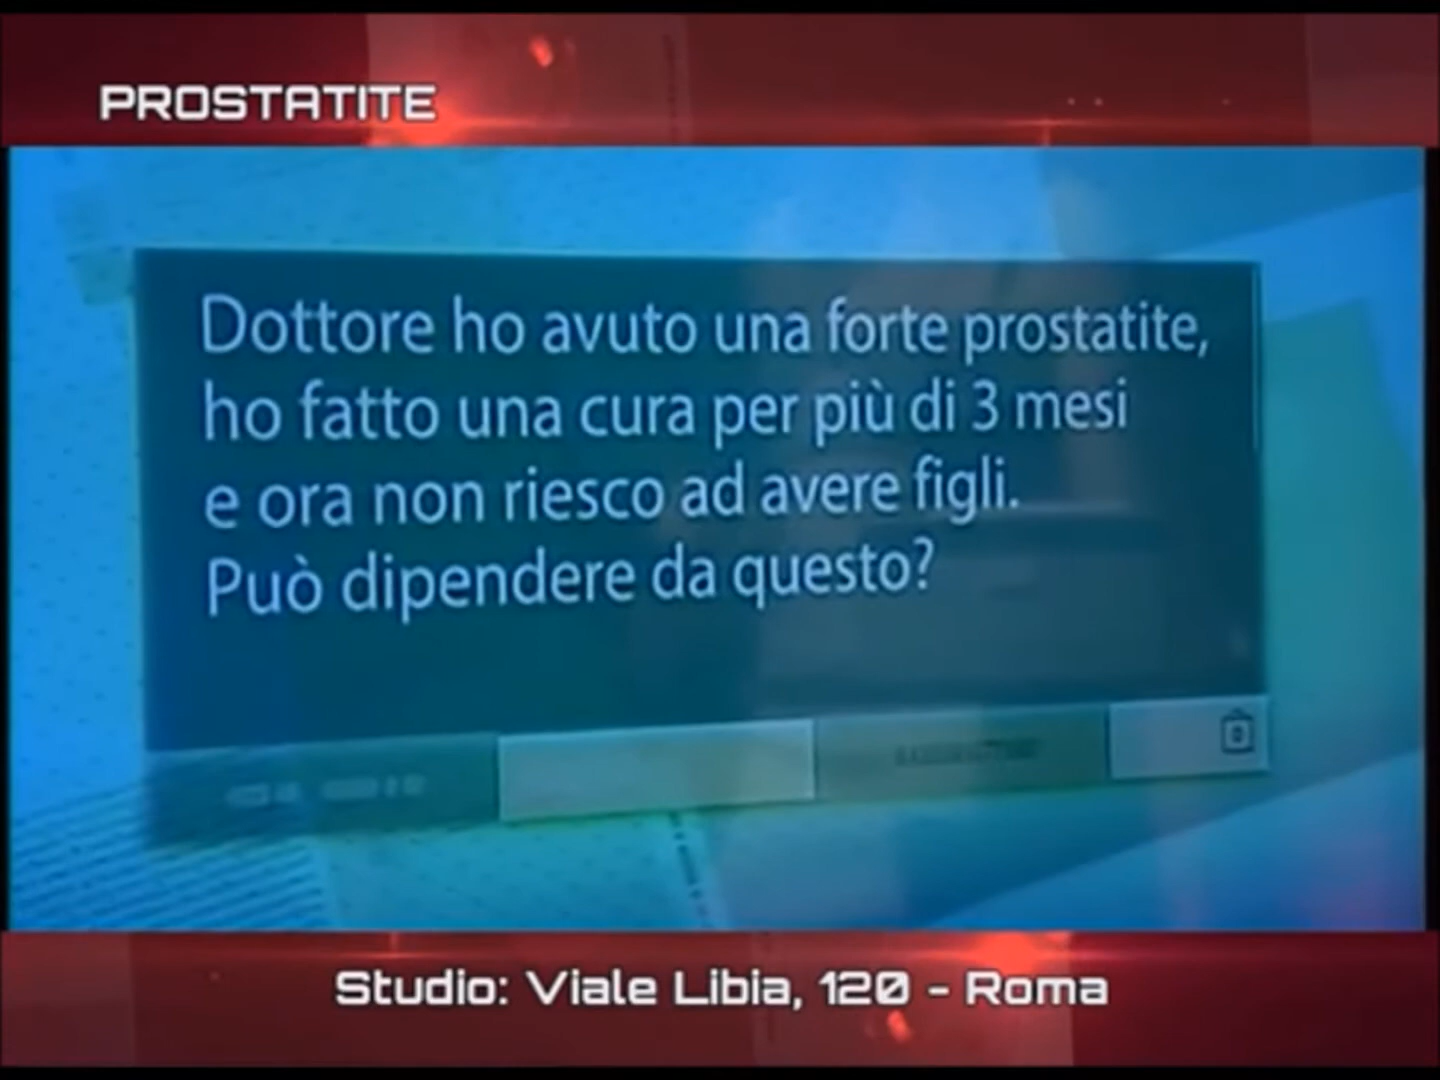 PROSTATITE
Dottore ho avuto una forte prostatite,
ho fatto una cura per più di 3 mesi
e ora non riesco ad avere figli.
Può dipendere da questo?
Studio: Viale Libia, 120 - Roma